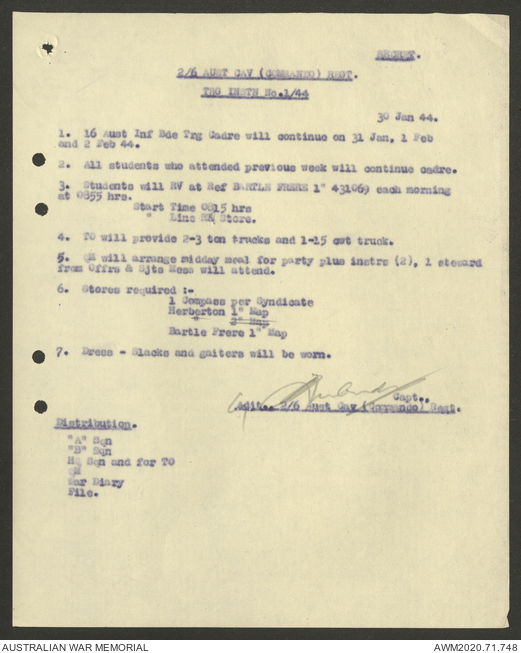 SECRET.
2/6 AUST CAV (COMMANDO) REGT.
TRG INSTN No.1/44
30 Jan 44.
1. 16 Aust Inf Bde Trg Cadre will continue on 31 Jan, 1 Feb
and 2 Feb 44.
2. All students who attended previous week will continue cadre.
3. Students will RV at Ref BARTLE FRERE 1" 431069 each morning
at 0855 hrs.
Start Time 0815 hrs
" Line RE Store.
4. TO will provide 2-3 ton trucks and 1-15 cwt truck.
5. QM will arrange midday meal for party plus instrs (2), 1 steward
from Offrs & Sjts Mess will attend.
6. Stores required :-
1 Compass per Syndicate
Herberton 1" Map
" 2" Map
Bartle Frere 1" Map
7. Dress - Slacks and gaiters will be worn.
Capt.,
Adjt., 2/6 Aust Cav (Commando) Regt.
Distribution.
"A" Sqn
"B" Sqn
HQ Sqn and for TO
QM
War Diary
File.
AUSTRALIAN WAR MEMORIAL
AWM2020.71.748